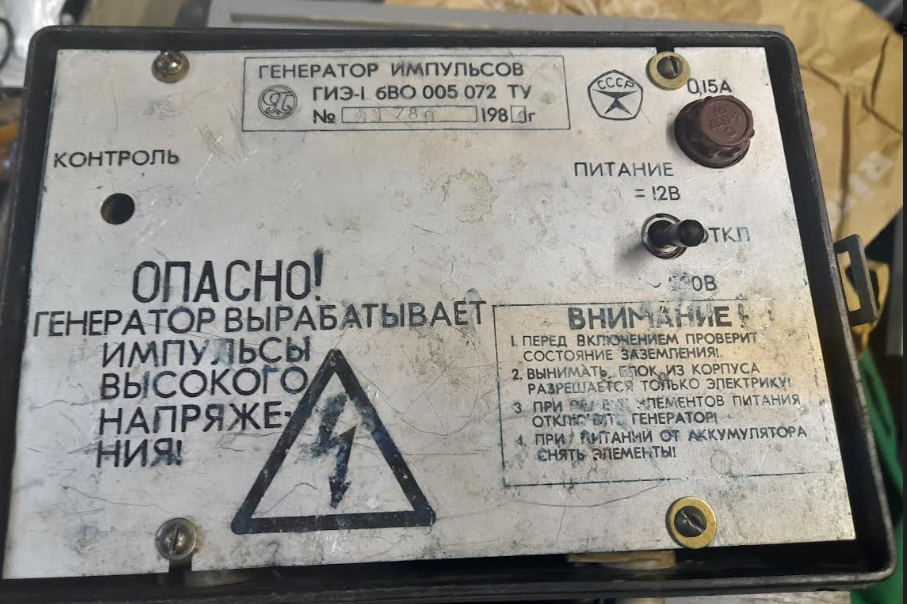 ГЕНЕРАТОР ИМПУЛЬСОВ
ГИЭ-1 6ВО 005 072 ТУ
№ 198 г
СССР
0,15А
КОНТРОЛЬ
ПИТАНИЕ
= 12В
ОТКЛ
ОПАСНО!
ГЕНЕРАТОР ВЫРАБАТЫВАЕТ
ИМПУЛЬСЫ
ВЫСОКОГО
НАПРЯЖЕ-
НИЯ!
ВНИМАНИЕ!
1. ПЕРЕД ВКЛЮЧЕНИЕМ ПРОВЕРИТ
СОСТОЯНИЕ ЗАЗЕМЛЕНИЯ!
2. ВЫНИМАТЬ БЛОК ИЗ КОРПУСА
РАЗРЕШАЕТСЯ ТОЛЬКО ЭЛЕКТРИКУ!
3 ПРИ ЭЛЕМЕНТОВ ПИТАНИЯ
ОТКЛЮЧИТЬ ГЕНЕРАТОР!
4. ПРИ ПИТАНИИ ОТ АККУМУЛЯТОРА
СНЯТЬ ЭЛЕМЕНТЫ!